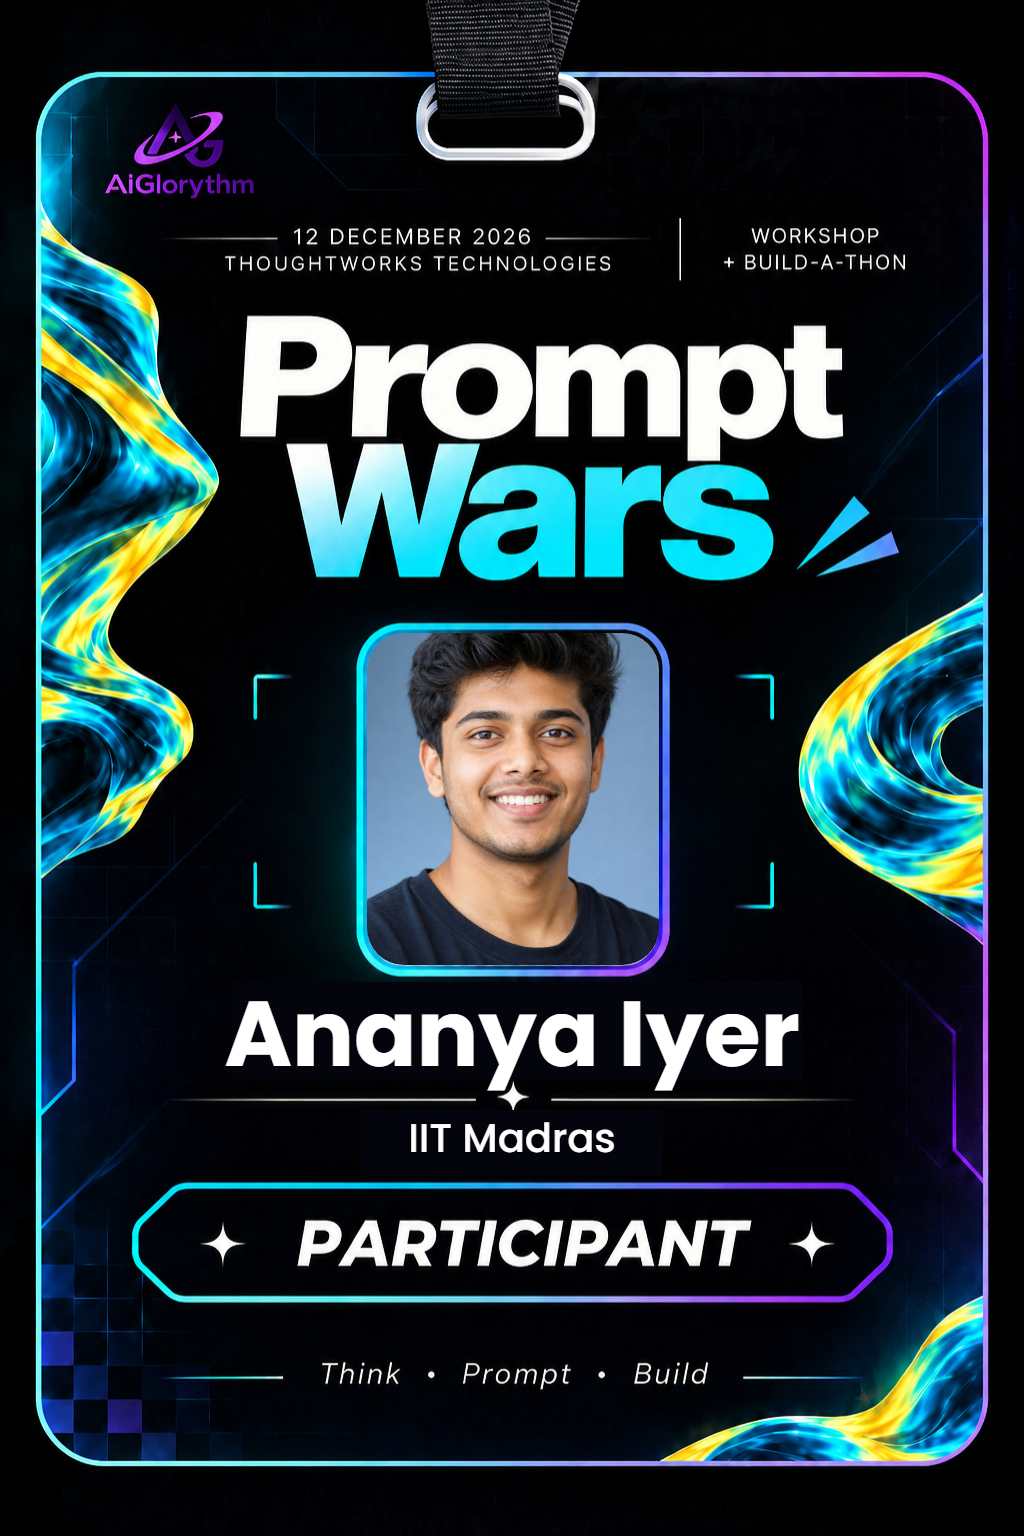 AiGlorythm
12 DECEMBER 2026
THOUGHTWORKS TECHNOLOGIES
WORKSHOP
+ BUILD-A-THON
Prompt
Wars
Ananya Iyer
IIT Madras
PARTICIPANT
Think • Prompt • Build